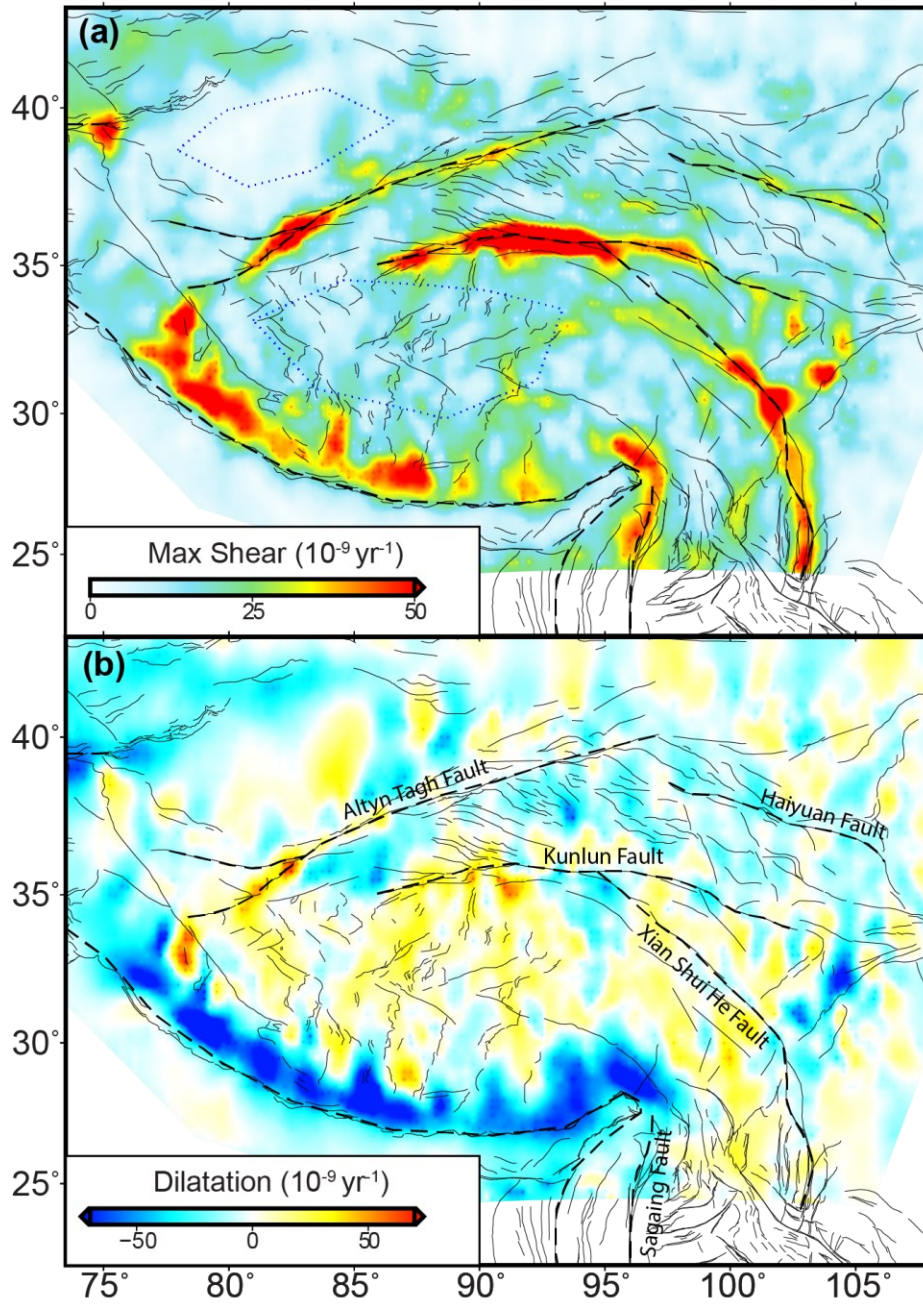 (a)
40°
35°
30°
25°
Max Shear (10⁻⁹ yr⁻¹)
0 25 50
(b)
40°
35°
30°
25°
Altyn Tagh Fault
Haiyuan Fault
Kunlun Fault
Xian Shui He Fault
Sagaing Fault
Dilatation (10⁻⁹ yr⁻¹)
−50 0 50
75° 80° 85° 90° 95° 100° 105°